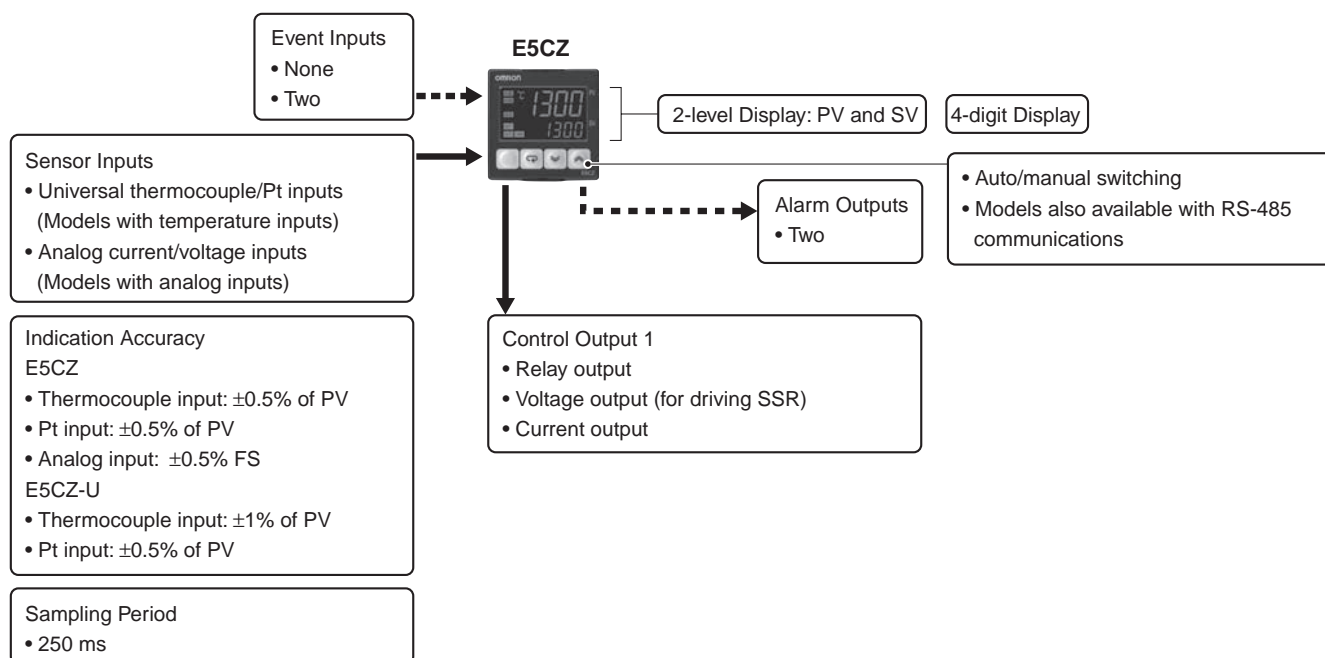 Event Inputs
• None
• Two
E5CZ
OMRON
°C
1300
PV
1300
SV
E5CZ
2-level Display: PV and SV
4-digit Display
Sensor Inputs
• Universal thermocouple/Pt inputs
(Models with temperature inputs)
• Analog current/voltage inputs
(Models with analog inputs)
• Auto/manual switching
• Models also available with RS-485
communications
Alarm Outputs
• Two
Indication Accuracy
E5CZ
• Thermocouple input: ±0.5% of PV
• Pt input: ±0.5% of PV
• Analog input: ±0.5% FS
E5CZ-U
• Thermocouple input: ±1% of PV
• Pt input: ±0.5% of PV
Control Output 1
• Relay output
• Voltage output (for driving SSR)
• Current output
Sampling Period
• 250 ms